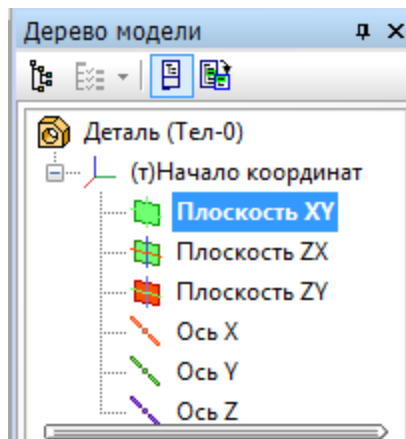 Дерево модели
Деталь (Тел-0)
(т)Начало координат
Плоскость XY
Плоскость ZX
Плоскость ZY
Ось X
Ось Y
Ось Z